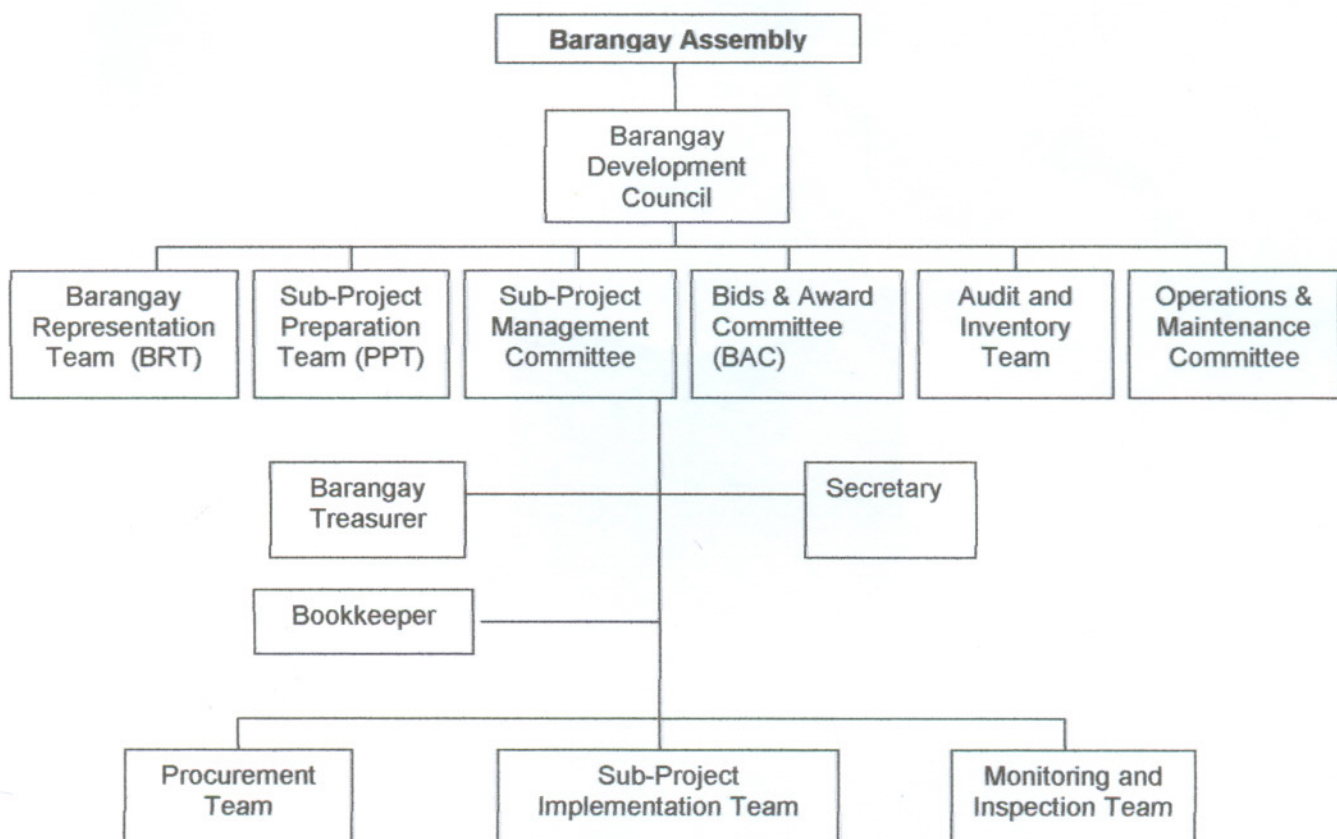 Barangay Assembly
Barangay
Development
Council
Barangay
Representation
Team (BRT)
Sub-Project
Preparation
Team (PPT)
Sub-Project
Management
Committee
Bids & Award
Committee
(BAC)
Audit and
Inventory
Team
Operations &
Maintenance
Committee
Barangay
Treasurer
Secretary
Bookkeeper
Procurement
Team
Sub-Project
Implementation Team
Monitoring and
Inspection Team